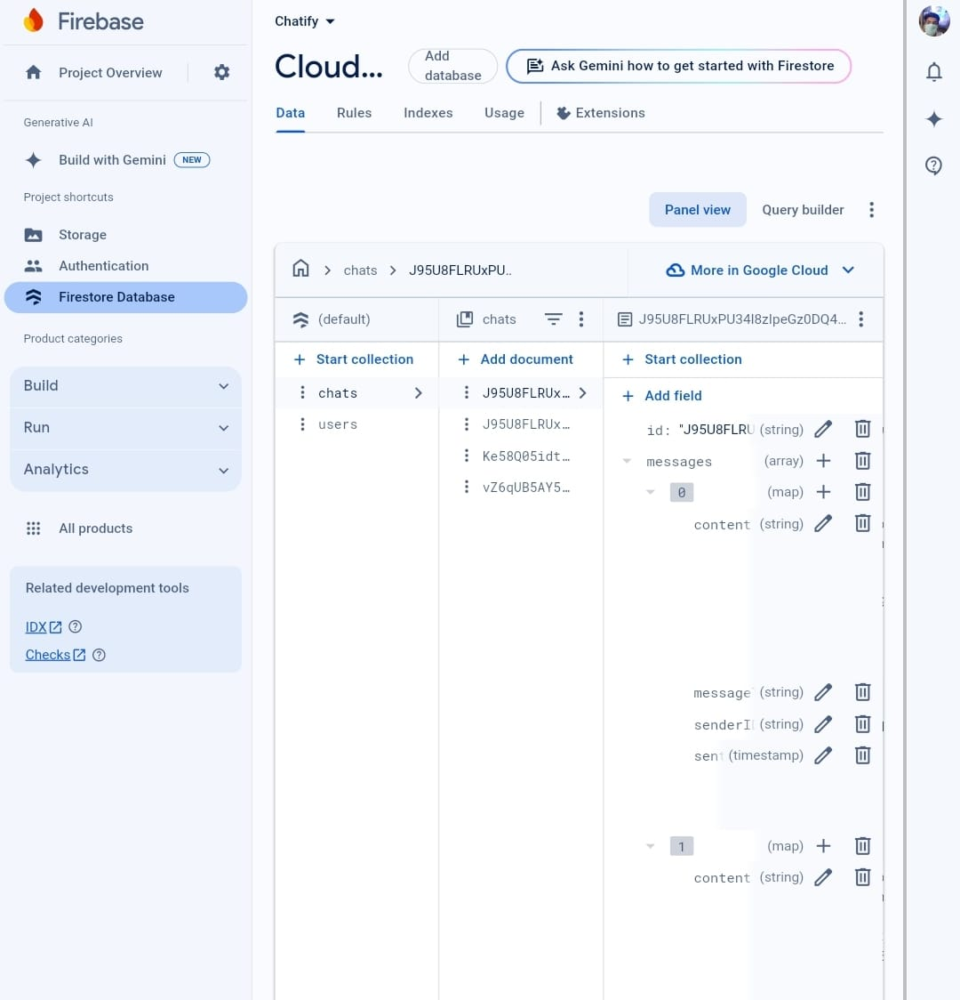 Firebase
Project Overview
Generative AI
Build with Gemini NEW
Project shortcuts
Storage
Authentication
Firestore Database
Product categories
Build
Run
Analytics
All products
Related development tools
IDX
Checks
Chatify
Cloud...
Add database
Ask Gemini how to get started with Firestore
Data Rules Indexes Usage Extensions
Panel view Query builder
chats J95U8FLRUxPU..
More in Google Cloud
(default)
chats
J95U8FLRUxPU34I8zIpeGz0DQ4...
+ Start collection
chats
users
+ Add document
J95U8FLRUx…
J95U8FLRUx…
Ke58Q05idt…
vZ6qUB5AY5…
+ Start collection
+ Add field
id: "J95U8FLRU (string)
messages (array)
0 (map)
content (string)
message (string)
senderI (string)
sen (timestamp)
1 (map)
content (string)